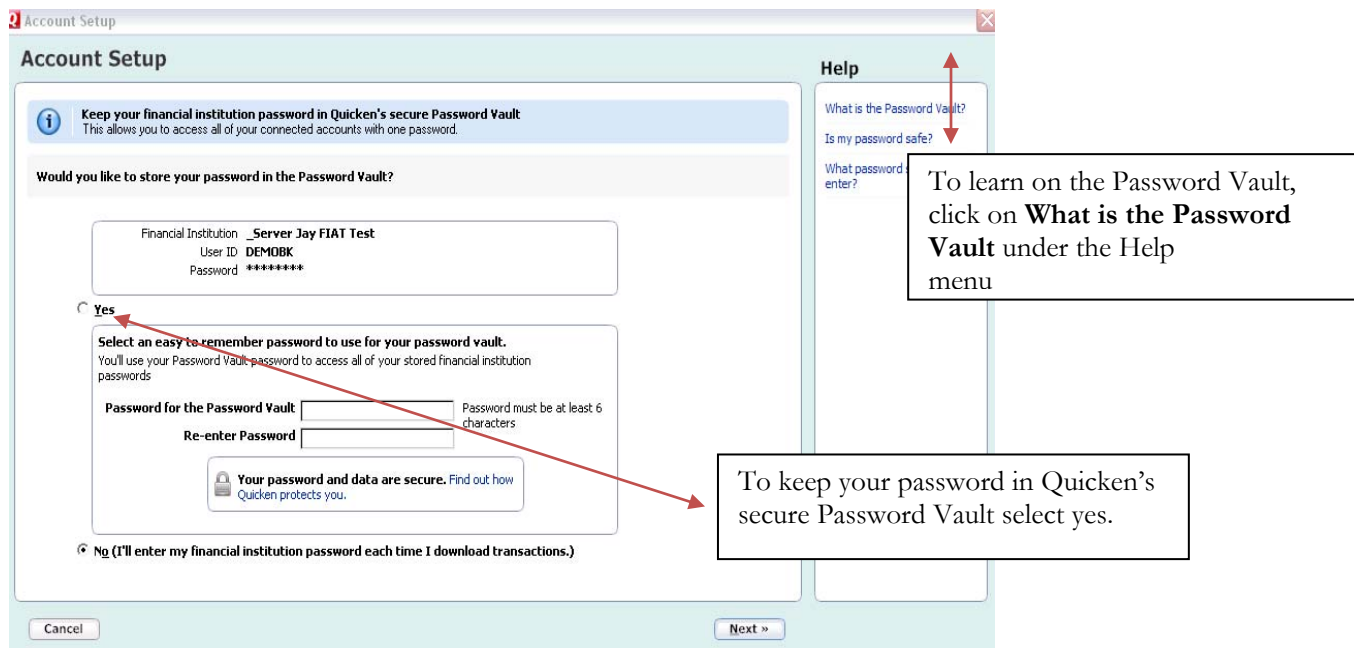 Account Setup
Account Setup
Help
Keep your financial institution password in Quicken's secure Password Vault
This allows you to access all of your connected accounts with one password.
What is the Password Vault?
Is my password safe?
What password
enter?
Would you like to store your password in the Password Vault?
To learn on the Password Vault,
click on What is the Password
Vault under the Help
menu
Financial Institution _Server Jay FIAT Test
User ID DEMOBK
Password ********
Yes
Select an easy to remember password to use for your password vault.
You'll use your Password Vault password to access all of your stored financial institution
passwords
Password for the Password Vault
Password must be at least 6
characters
Re-enter Password
Your password and data are secure. Find out how
Quicken protects you.
To keep your password in Quicken’s
secure Password Vault select yes.
No (I'll enter my financial institution password each time I download transactions.)
Cancel
Next »